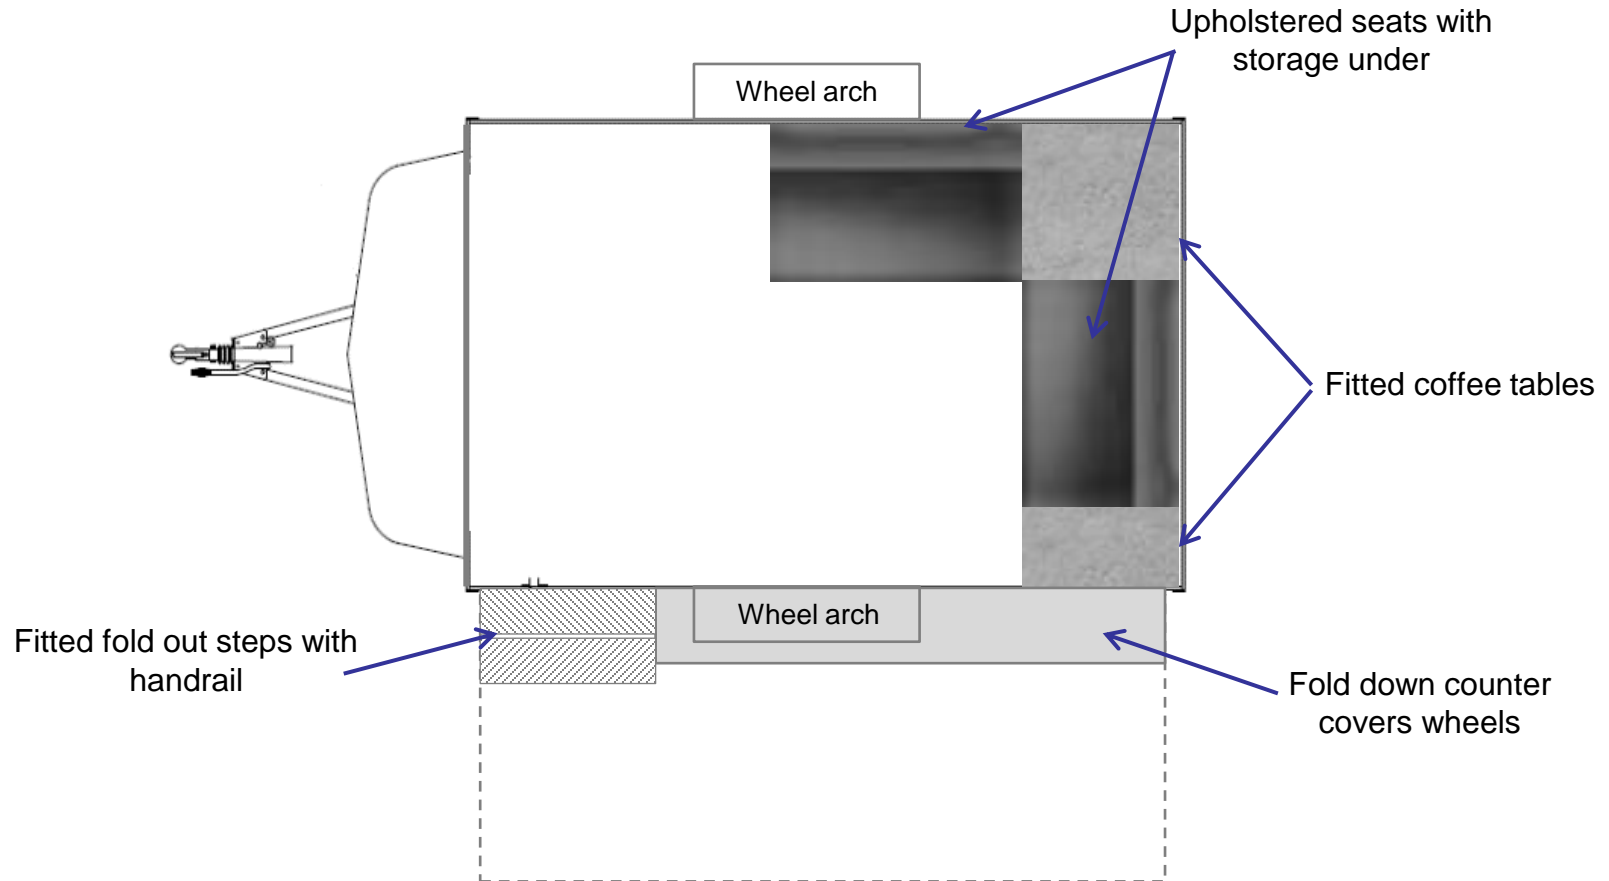 Upholstered seats with
storage under
Wheel arch
Fitted coffee tables
Wheel arch
Fitted fold out steps with
handrail
Fold down counter
covers wheels